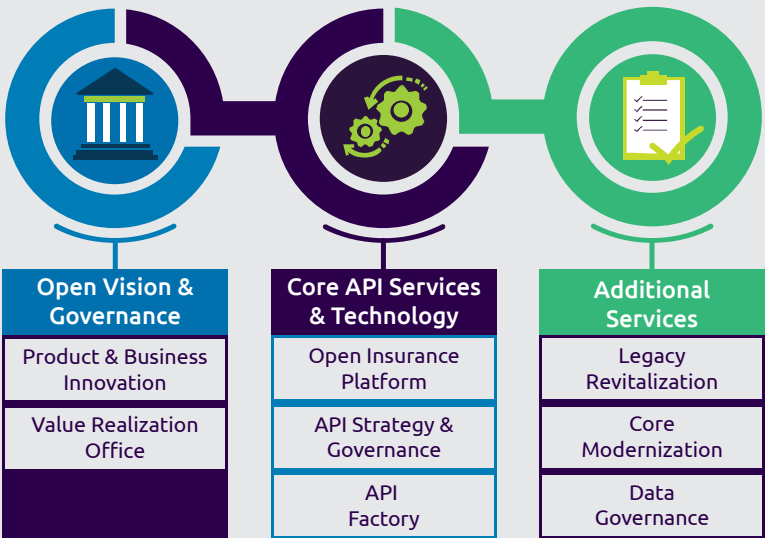 Open Vision &
Governance
Product & Business
Innovation
Value Realization
Office
Core API Services
& Technology
Open Insurance
Platform
API Strategy &
Governance
API
Factory
Additional
Services
Legacy
Revitalization
Core
Modernization
Data
Governance